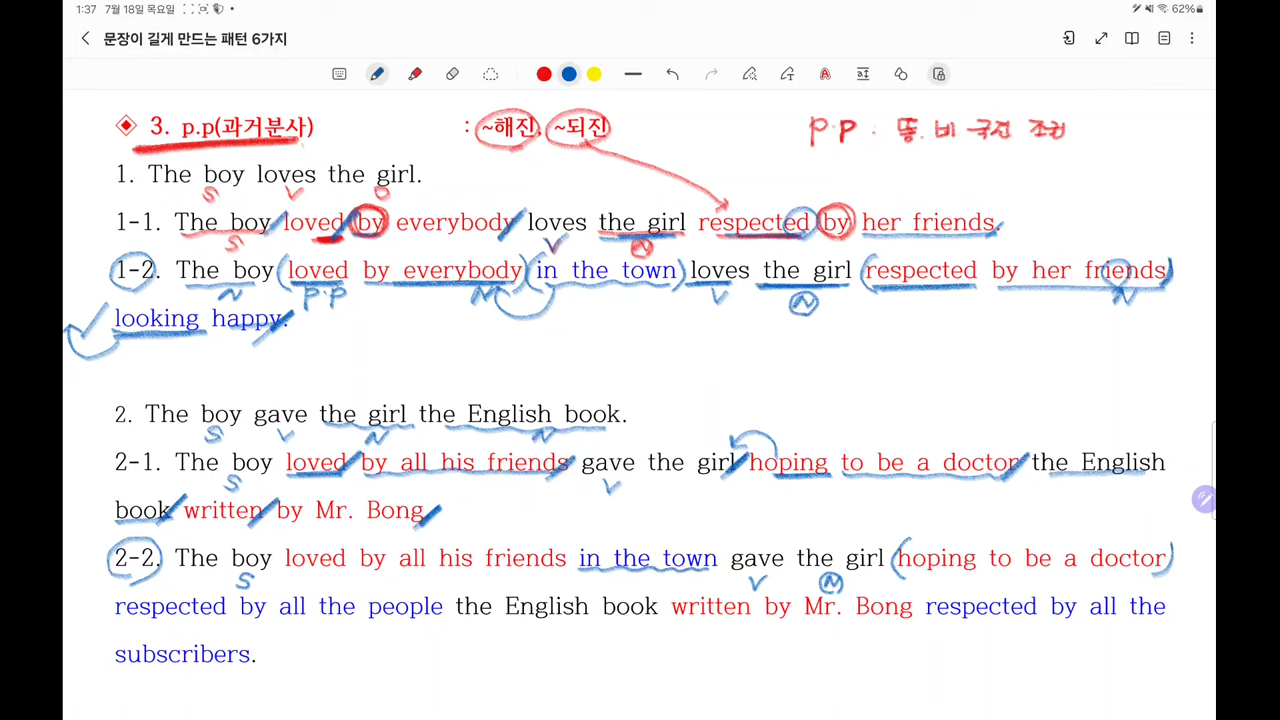 1:37 7월 18일 목요일 62%
문장이 길게 만드는 패턴 6가지
◈ 3. p.p(과거분사) : ~해진, ~되진 P.P : 똥.비 국진 조건
1. The boy loves the girl.
S V O
1-1. The boy loved by everybody loves the girl respected by her friends.
S V N
1-2. The boy (loved by everybody) (in the town) loves the girl (respected by her friends)
N P.P N V N N
looking happy.
2. The boy gave the girl the English book.
S V N N
2-1. The boy loved by all his friends gave the girl hoping to be a doctor the English
S V
book written by Mr. Bong
2-2. The boy loved by all his friends in the town gave the girl (hoping to be a doctor)
S V N
respected by all the people the English book written by Mr. Bong respected by all the
subscribers.